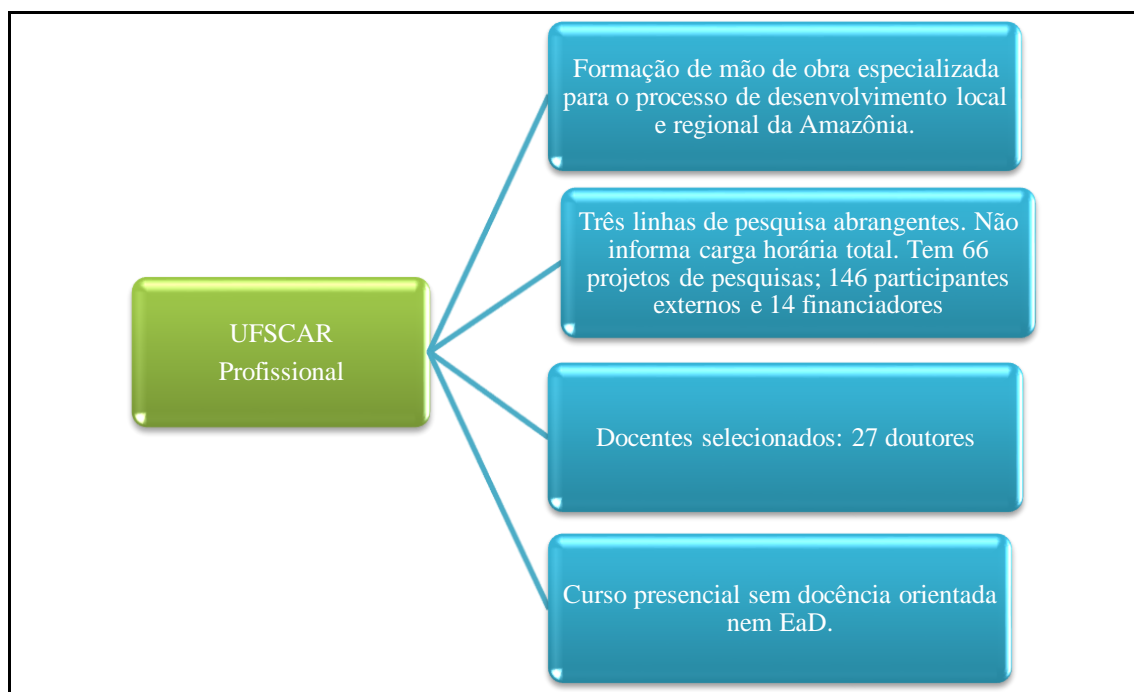 Formação de mão de obra especializada
para o processo de desenvolvimento local
e regional da Amazônia.
Três linhas de pesquisa abrangentes. Não
informa carga horária total. Tem 66
projetos de pesquisas; 146 participantes
externos e 14 financiadores
UFSCAR
Profissional
Docentes selecionados: 27 doutores
Curso presencial sem docência orientada
nem EaD.